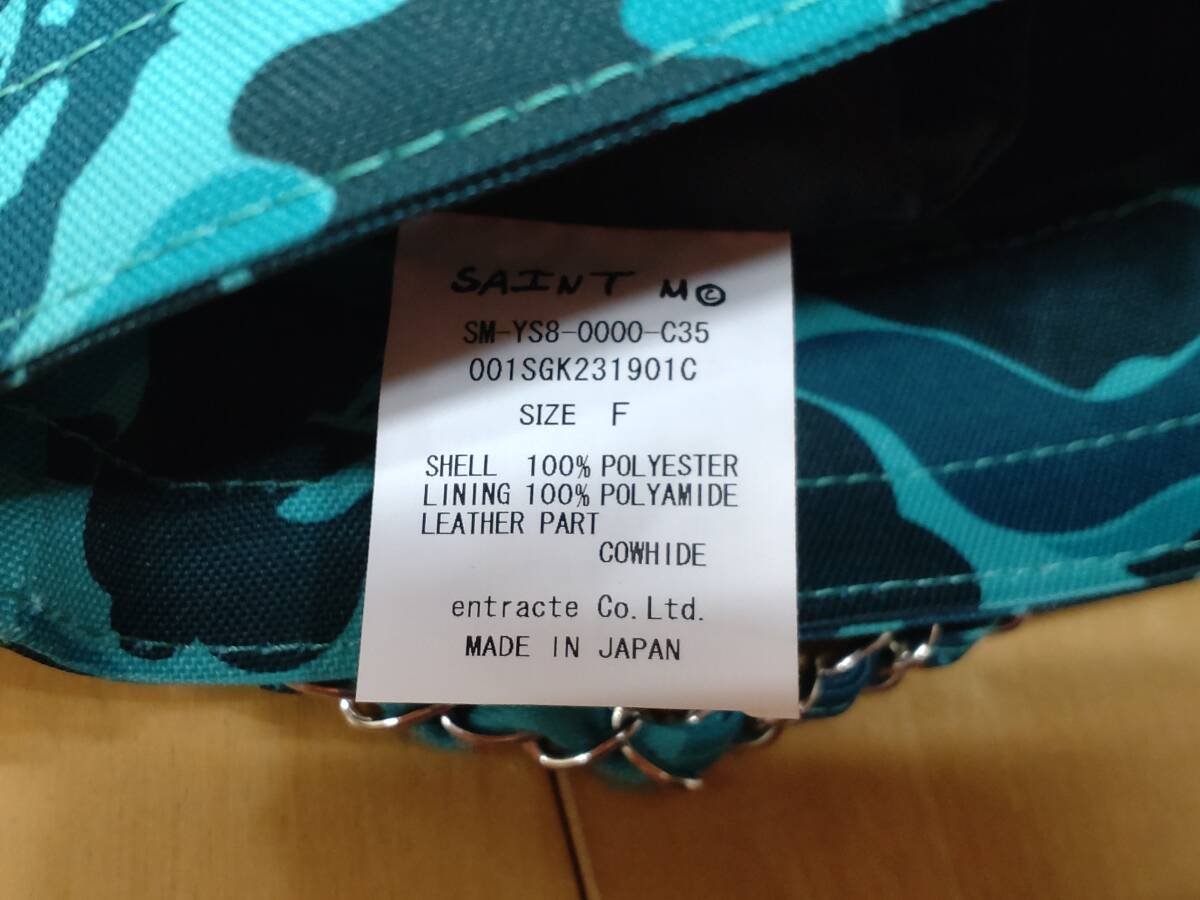 SAINT M©
SM-YS8-0000-C35
001SGK231901C
SIZE F
SHELL 100% POLYESTER
LINING 100% POLYAMIDE
LEATHER PART
COWHIDE
entracte Co.Ltd.
MADE IN JAPAN